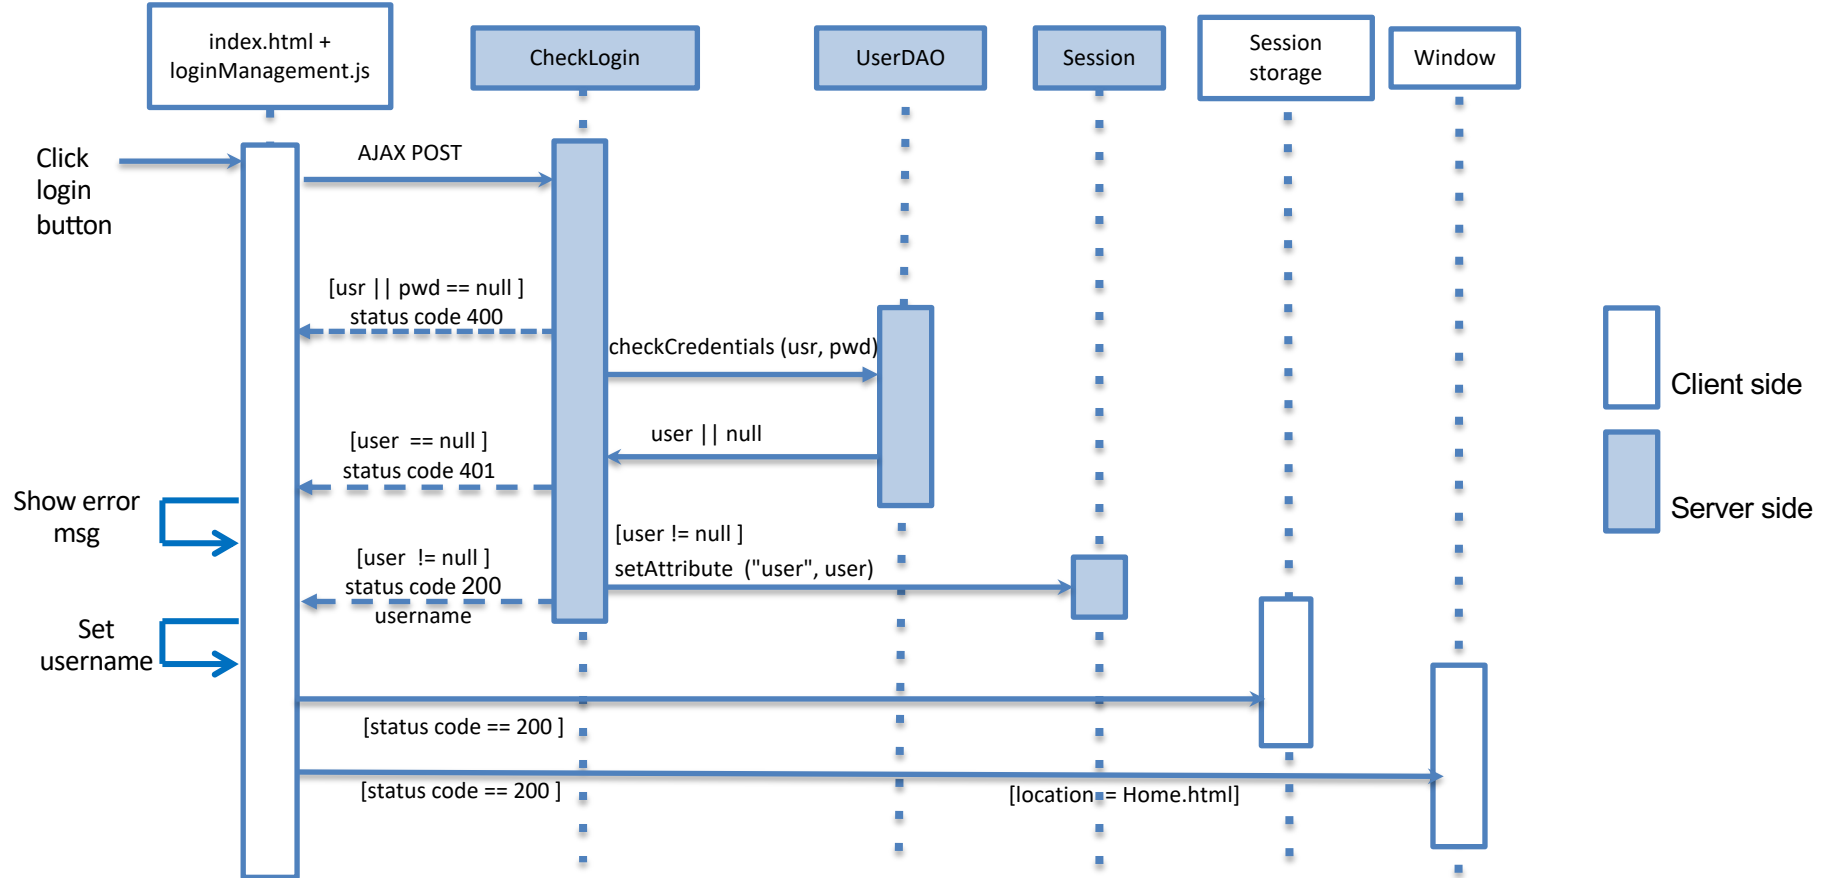 index.html +
loginManagement.js
CheckLogin
UserDAO
Session
Session
storage
Window
Click
login
button
AJAX POST
[usr || pwd == null ]
status code 400
checkCredentials (usr, pwd)
user || null
[user  == null ]
status code 401
Show error
msg
[user != null ]
setAttribute  ("user", user)
[user  != null ]
status code 200
username
Set
username
[status code == 200 ]
[status code == 200 ]
[location = Home.html]
Client side
Server side